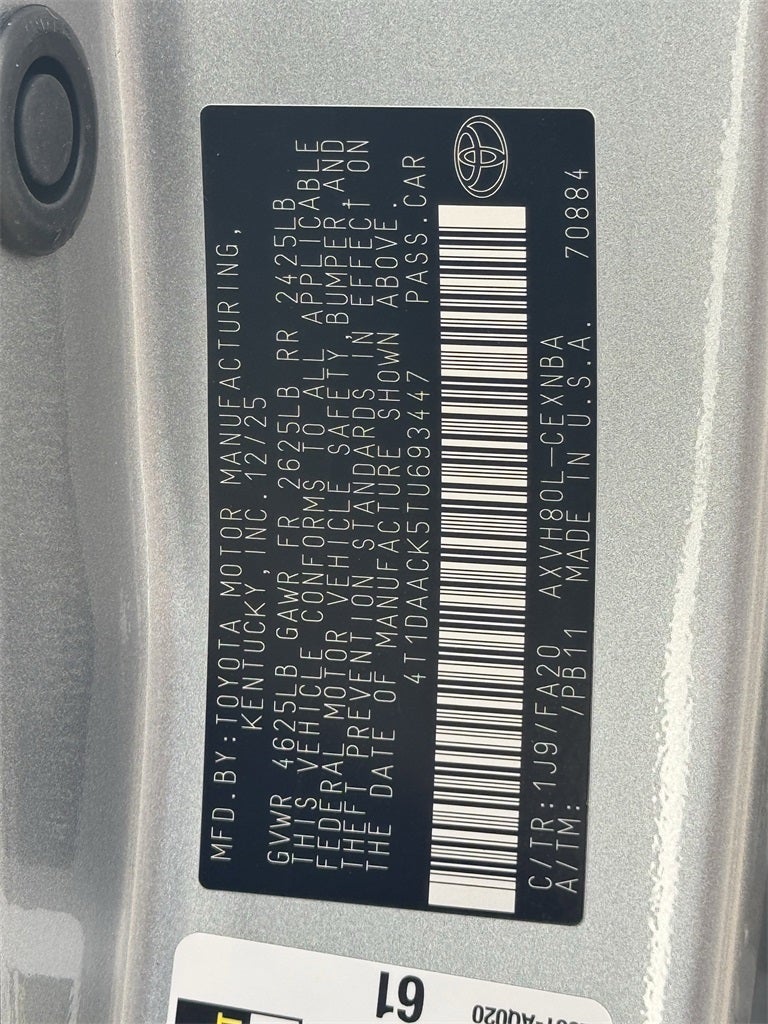 MFD.BY:TOYOTA MOTOR MANUFACTURING,
KENTUCKY, INC. 12/25
GVWR 4625LB GAWR FR 2625LB RR 2425LB
THIS VEHICLE CONFORMS TO ALL APPLICABLE
FEDERAL MOTOR VEHICLE SAFETY, BUMPER, AND
THEFT PREVENTION STANDARDS IN EFFECT ON
THE DATE OF MANUFACTURE SHOWN ABOVE.
4T1DAACK5TU693447 PASS.CAR
C/TR:1J9/FA20 AXVH80L-CEXNBA
A/TM: /PB11 MADE IN U.S.A. 70884
61